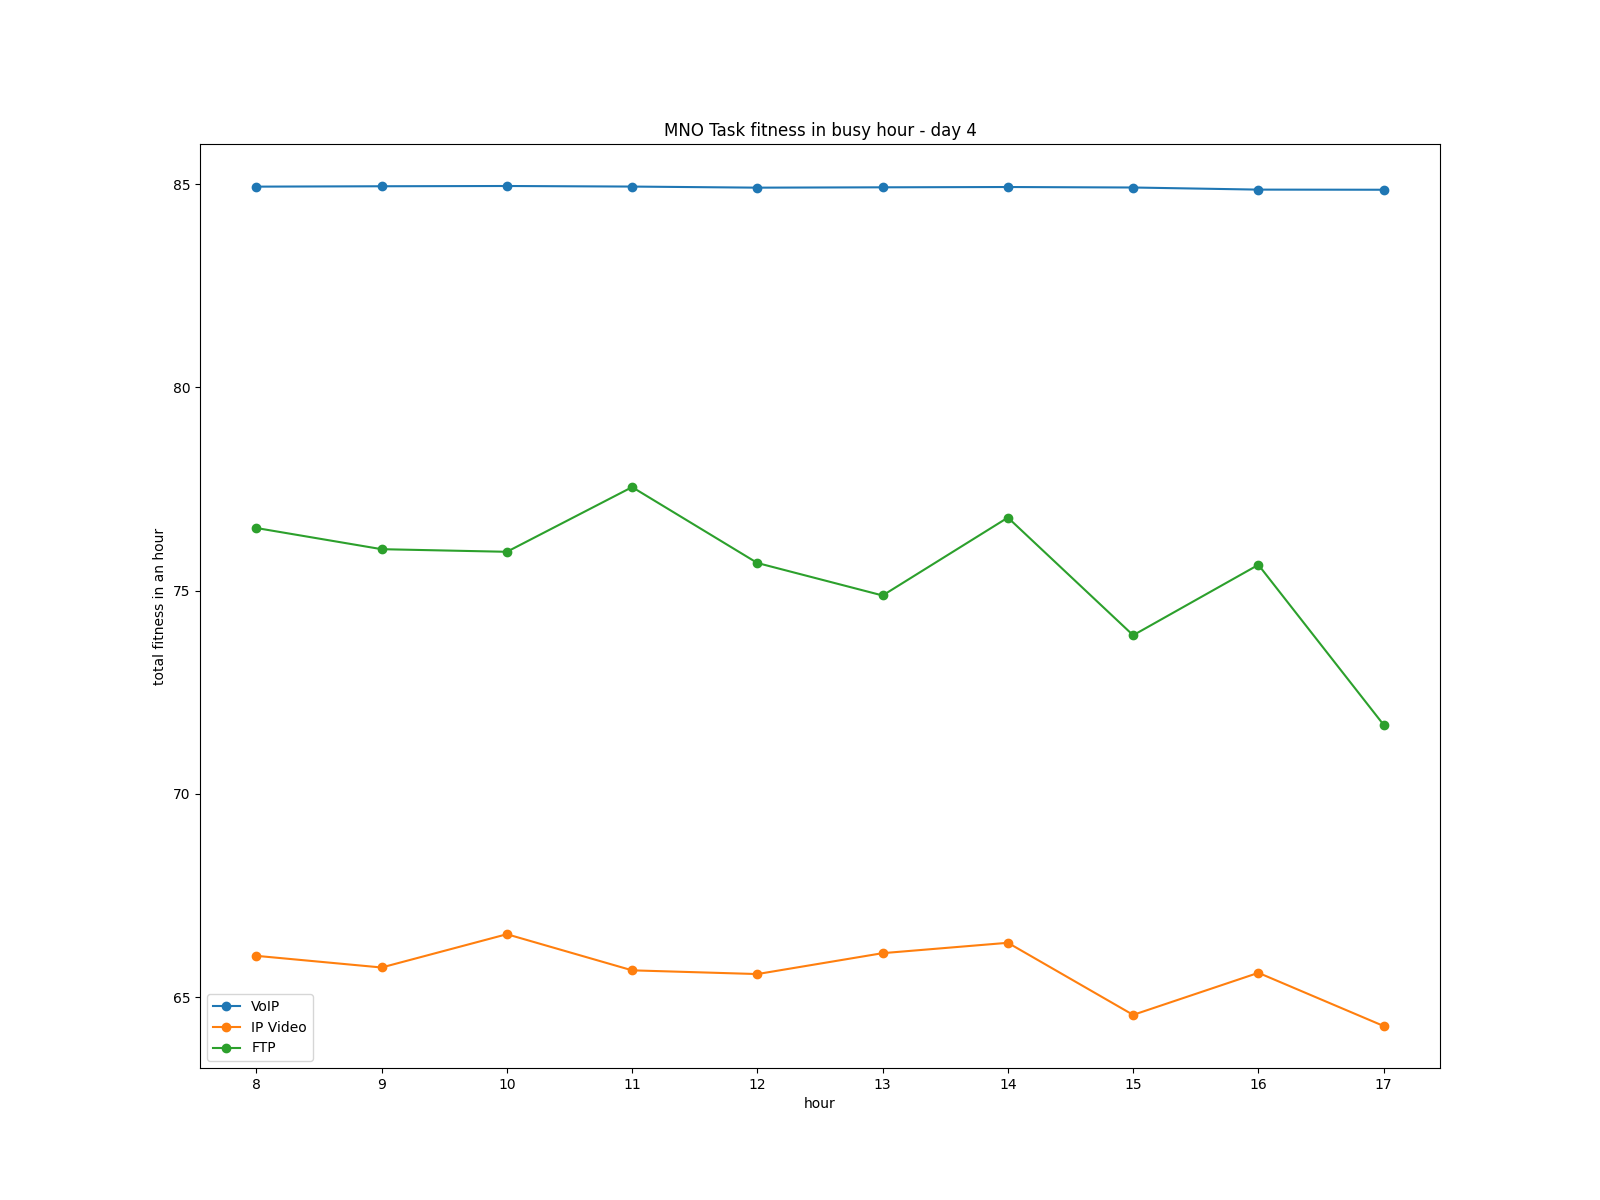 MNO Task fitness in busy hour - day 4
85
80
75
70
65
total fitness in an hour
VoIP
IP Video
FTP
8 9 10 11 12 13 14 15 16 17
hour